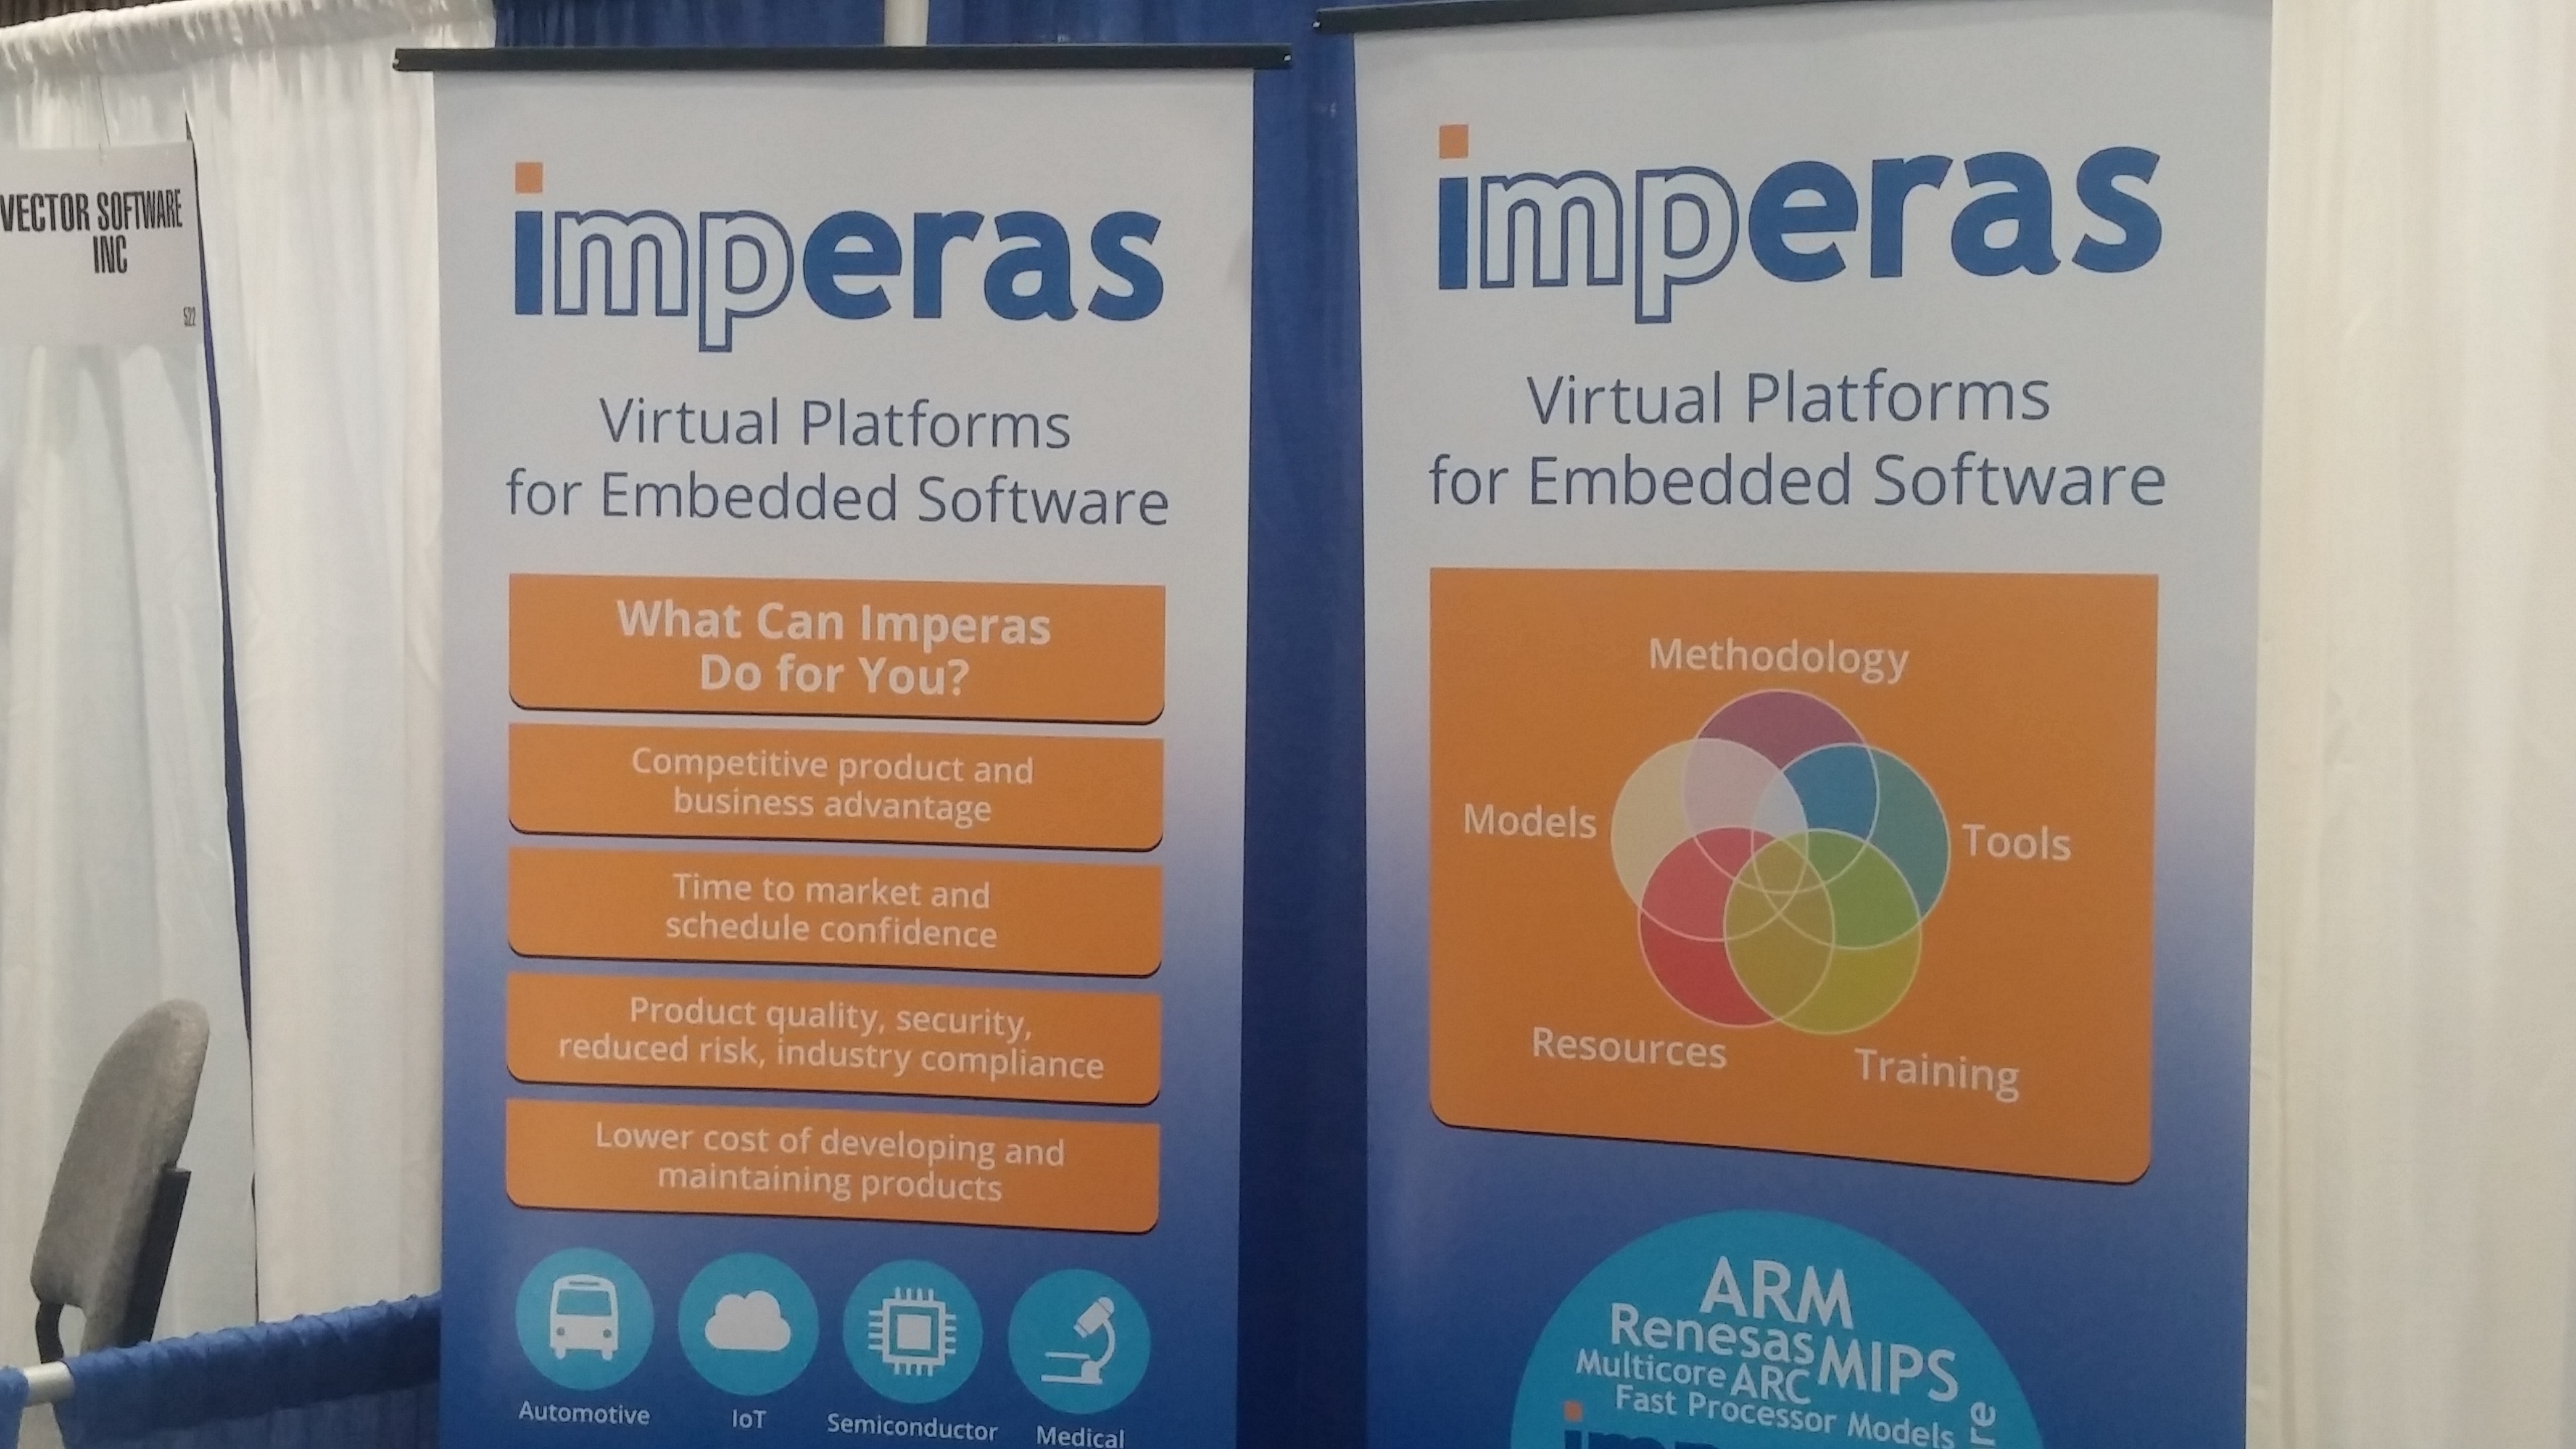 VECTOR SOFTWARE
INC
522
imperas
Virtual Platforms
for Embedded Software
What Can Imperas
Do for You?
Competitive product and
business advantage
Time to market and
schedule confidence
Product quality, security,
reduced risk, industry compliance
Lower cost of developing and
maintaining products
Automotive
IoT
Semiconductor
Medical
imperas
Virtual Platforms
for Embedded Software
Methodology
Models
Tools
Resources
Training
ARM
Renesas MIPS
Multicore ARC
Fast Processor Models